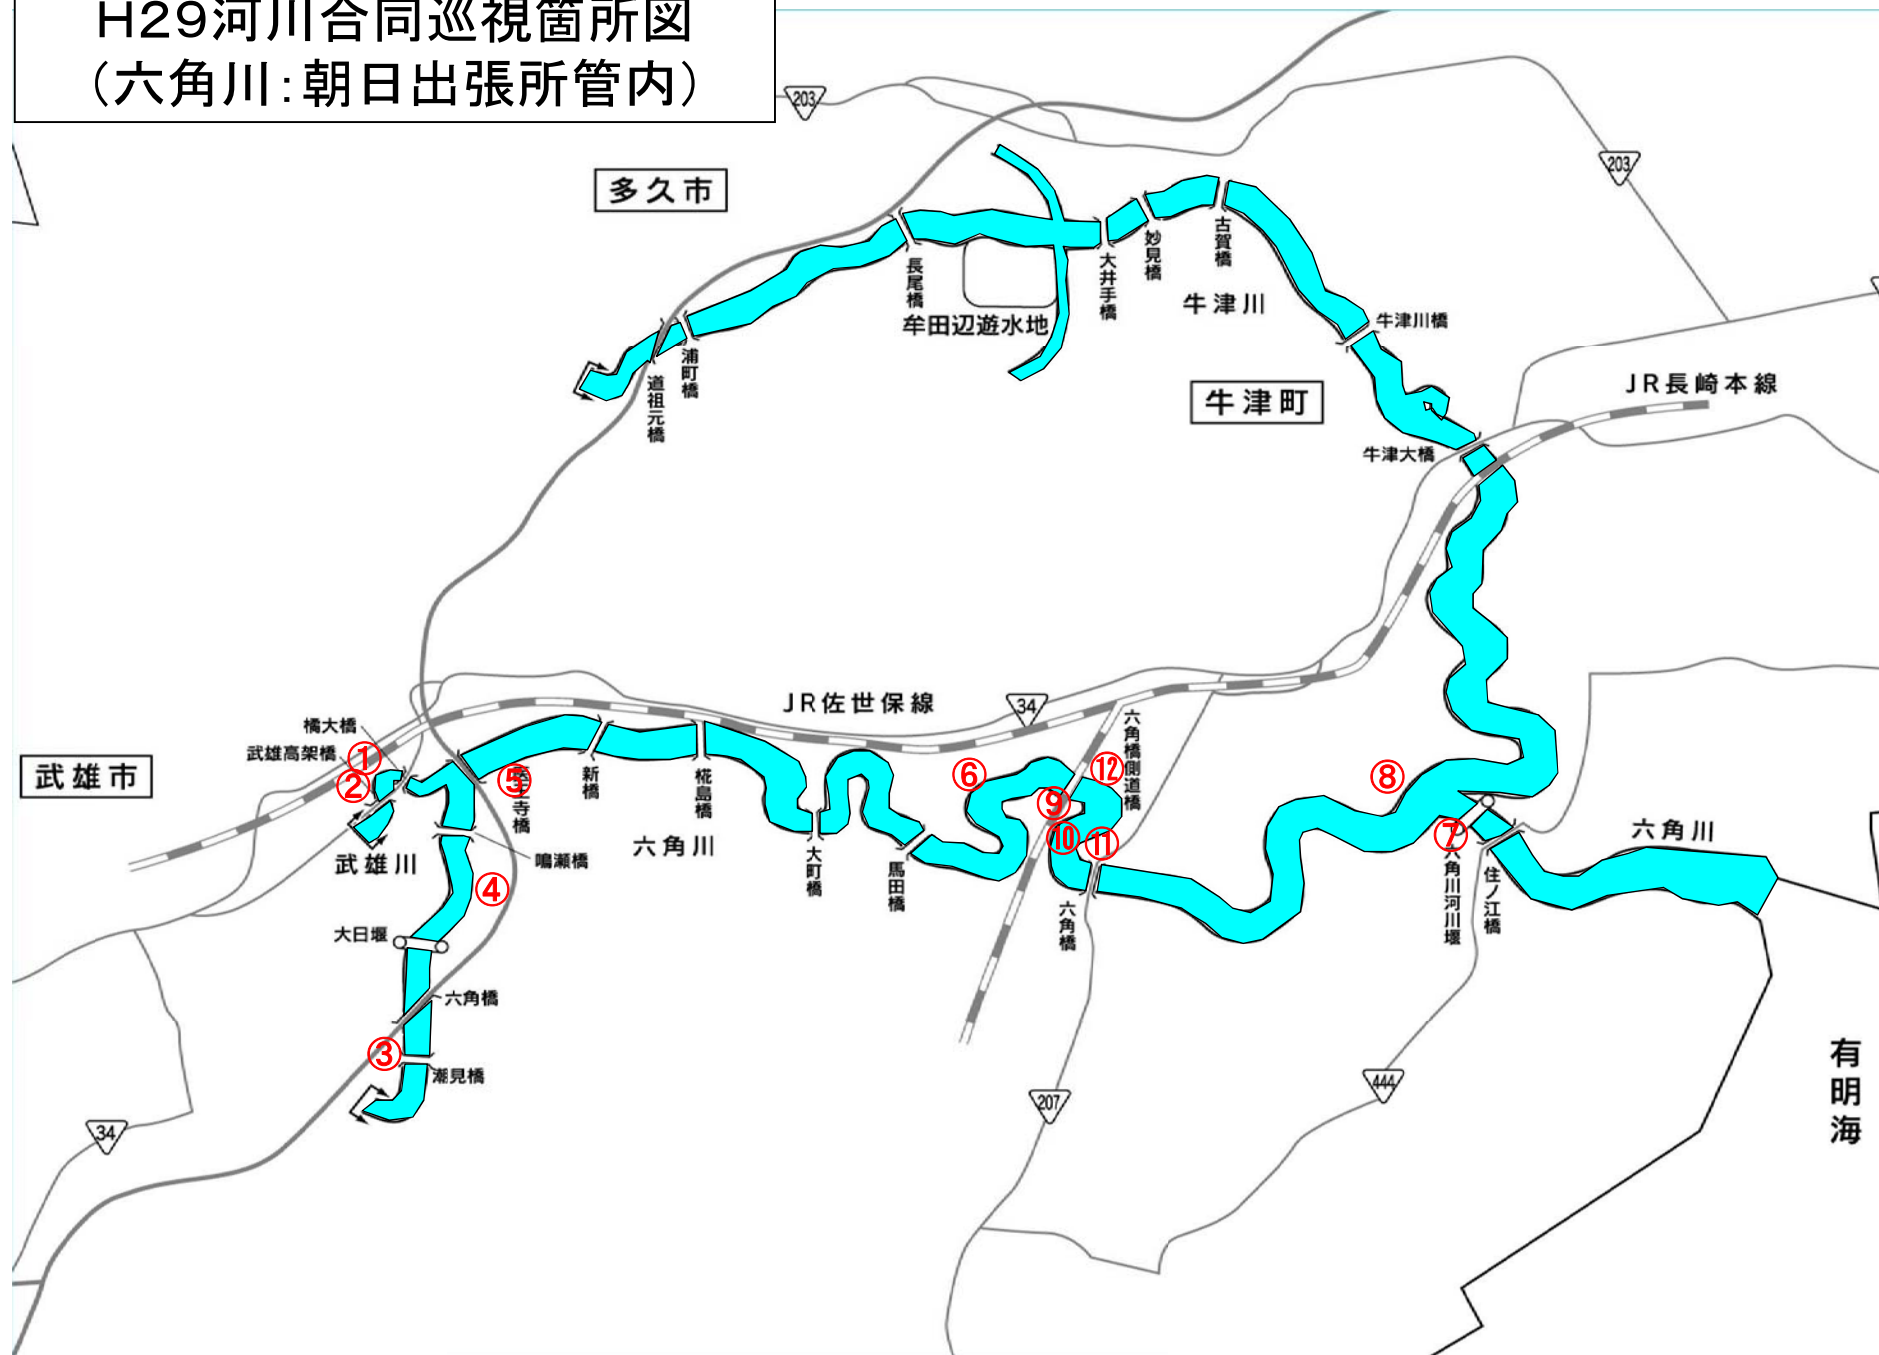 H29河川合同巡視箇所図
（六角川：朝日出張所管内）
203
203
多久市
古賀橋
妙見橋
大井手橋
長尾橋
牟田辺遊水地
牛津川
牛津川橋
浦町橋
道祖元橋
牛津町
JR長崎本線
牛津大橋
JR佐世保線
34
六角橋側道橋
橘大橋
武雄高架橋
①
②
武雄市
⑤
寺橋
新橋
椛島橋
⑥
⑫
⑧
⑨
⑩
⑪
⑦
六角川
六角川
武雄川
鳴瀬橋
大町橋
馬田橋
六角橋
六角川河川堰
住ノ江橋
④
大日堰
六角橋
③
潮見橋
34
207
444
有明海